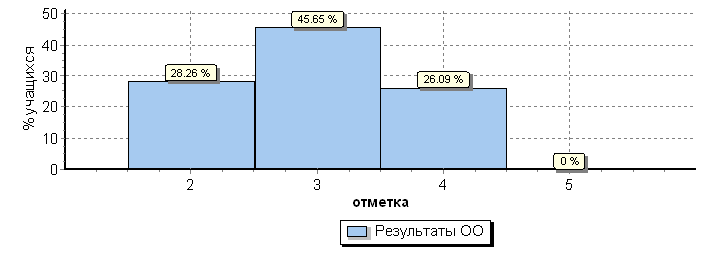 % учащихся
50
40
30
20
10
0
28.26 %
45.65 %
26.09 %
0 %
2 3 4 5
отметка
Результаты ОО